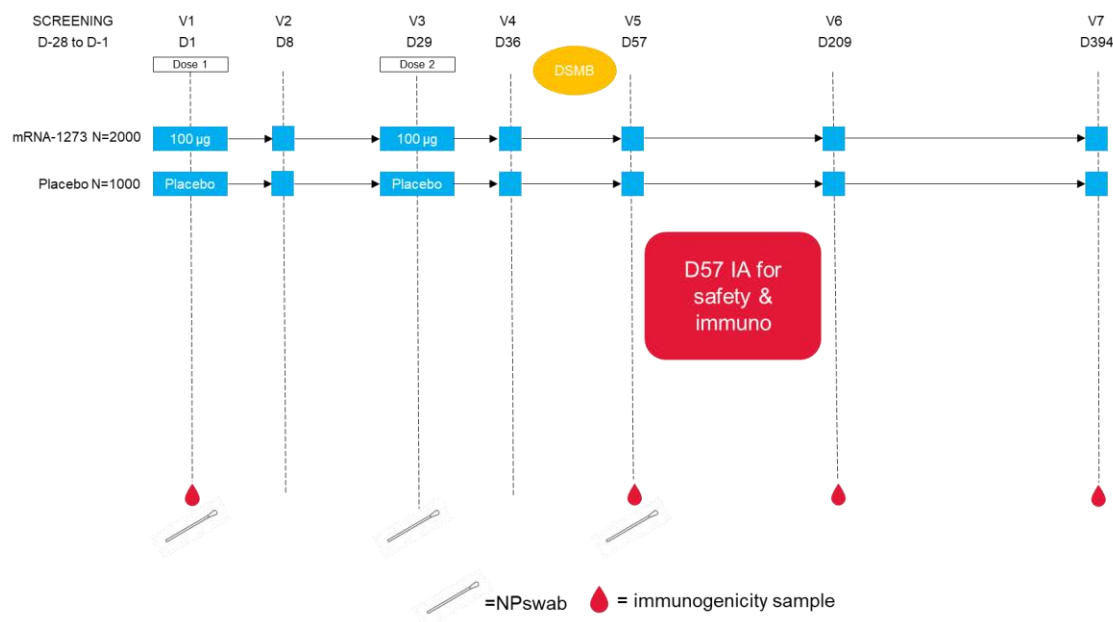 SCREENING V1 V2 V3 V4 V5 V6 V7
D-28 to D-1 D1 D8 D29 D36 D57 D209 D394
Dose 1 Dose 2
DSMB
mRNA-1273 N=2000 100 µg 100 µg
Placebo N=1000 Placebo Placebo
D57 IA for
safety &
immuno
=NPswab = immunogenicity sample